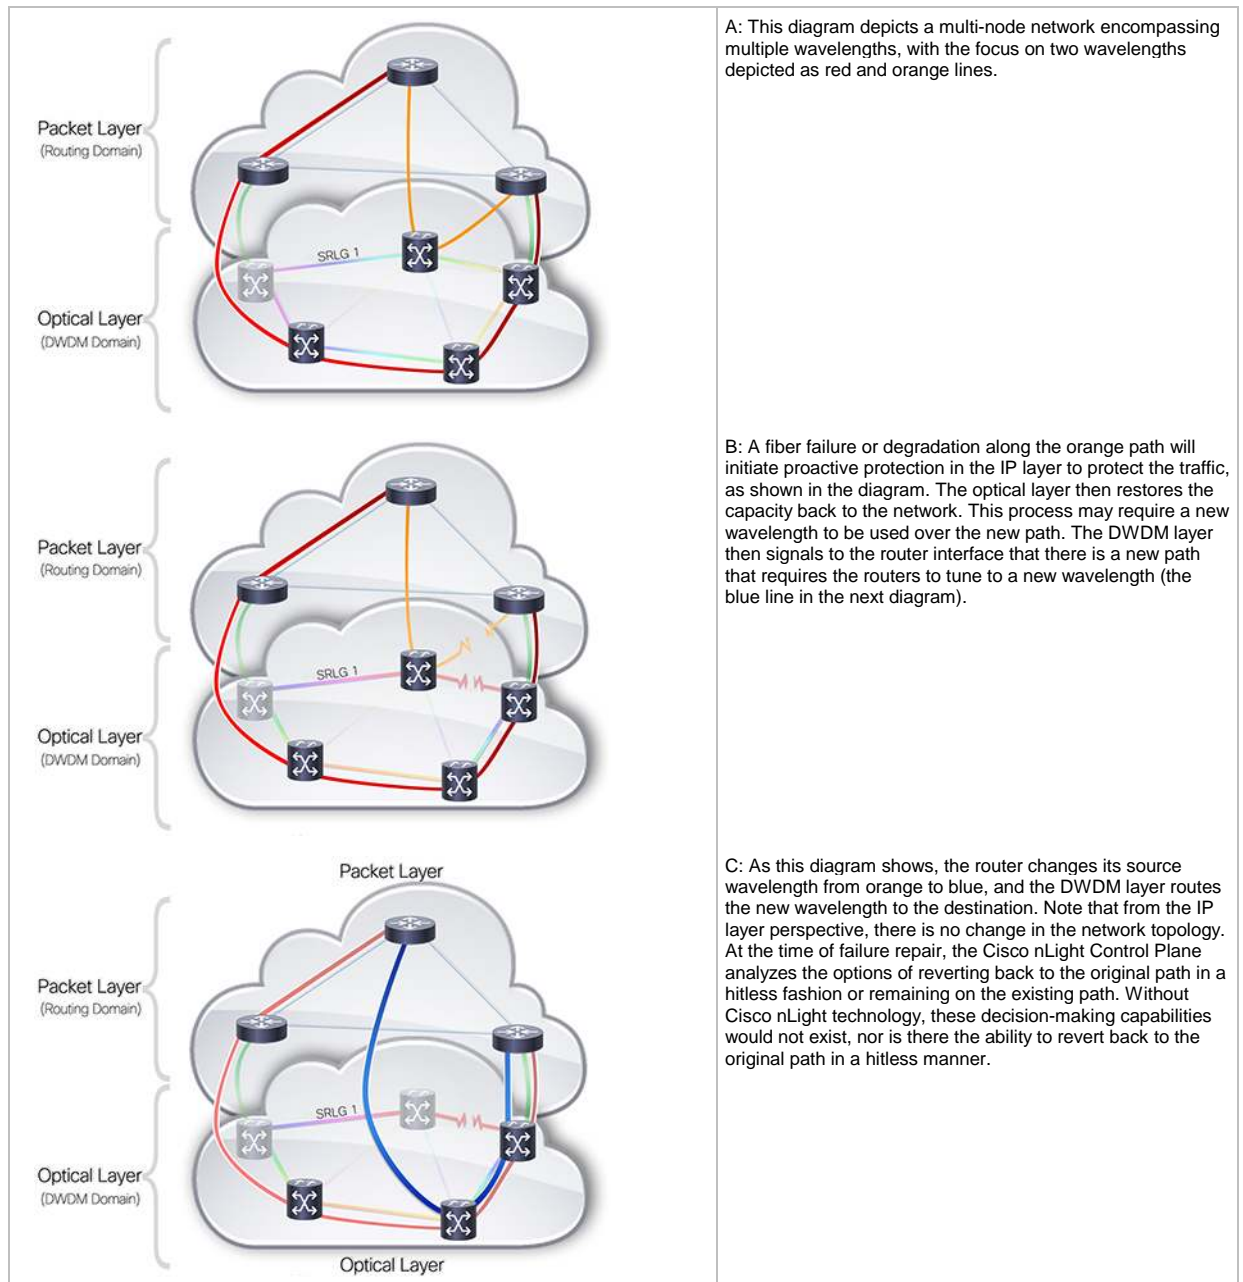 A: This diagram depicts a multi-node network encompassing
multiple wavelengths, with the focus on two wavelengths
depicted as red and orange lines.
Packet Layer
(Routing Domain)
SRLG 1
Optical Layer
(DWDM Domain)
B: A fiber failure or degradation along the orange path will
initiate proactive protection in the IP layer to protect the traffic,
as shown in the diagram. The optical layer then restores the
capacity back to the network. This process may require a new
wavelength to be used over the new path. The DWDM layer
then signals to the router interface that there is a new path
that requires the routers to tune to a new wavelength (the
blue line in the next diagram).
Packet Layer
(Routing Domain)
SRLG 1
Optical Layer
(DWDM Domain)
C: As this diagram shows, the router changes its source
wavelength from orange to blue, and the DWDM layer routes
the new wavelength to the destination. Note that from the IP
layer perspective, there is no change in the network topology.
At the time of failure repair, the Cisco nLight Control Plane
analyzes the options of reverting back to the original path in a
hitless fashion or remaining on the existing path. Without
Cisco nLight technology, these decision-making capabilities
would not exist, nor is there the ability to revert back to the
original path in a hitless manner.
Packet Layer
Packet Layer
(Routing Domain)
SRLG 1
Optical Layer
(DWDM Domain)
Optical Layer